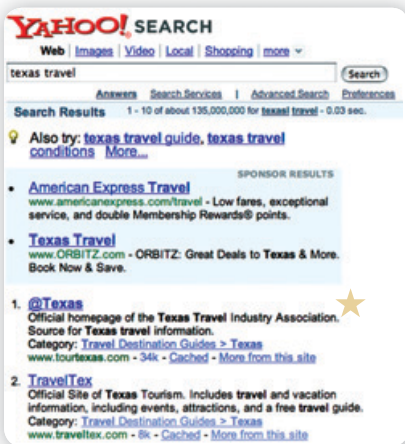 YAHOO! SEARCH
Web | Images | Video | Local | Shopping | more
texas travel Search
Answers Search Services | Advanced Search Preferences
Search Results 1 - 10 of about 135,000,000 for texasl travel - 0.03 sec.
Also try: texas travel guide, texas travel
conditions More...
SPONSOR RESULTS
• American Express Travel
www.americanexpress.com/travel - Low fares, exceptional
service, and double Membership Rewards® points.
• Texas Travel
www.ORBITZ.com - ORBITZ: Great Deals to Texas & More.
Book Now & Save.
1. @Texas
Official homepage of the Texas Travel Industry Association.
Source for Texas travel information.
Category: Travel Destination Guides > Texas
www.tourtexas.com - 34k - Cached - More from this site
2. TravelTex
Official Site of Texas Tourism. Includes travel and vacation
information, including events, attractions, and a free travel guide.
Category: Travel Destination Guides > Texas
www.traveltex.com - 8k - Cached - More from this site